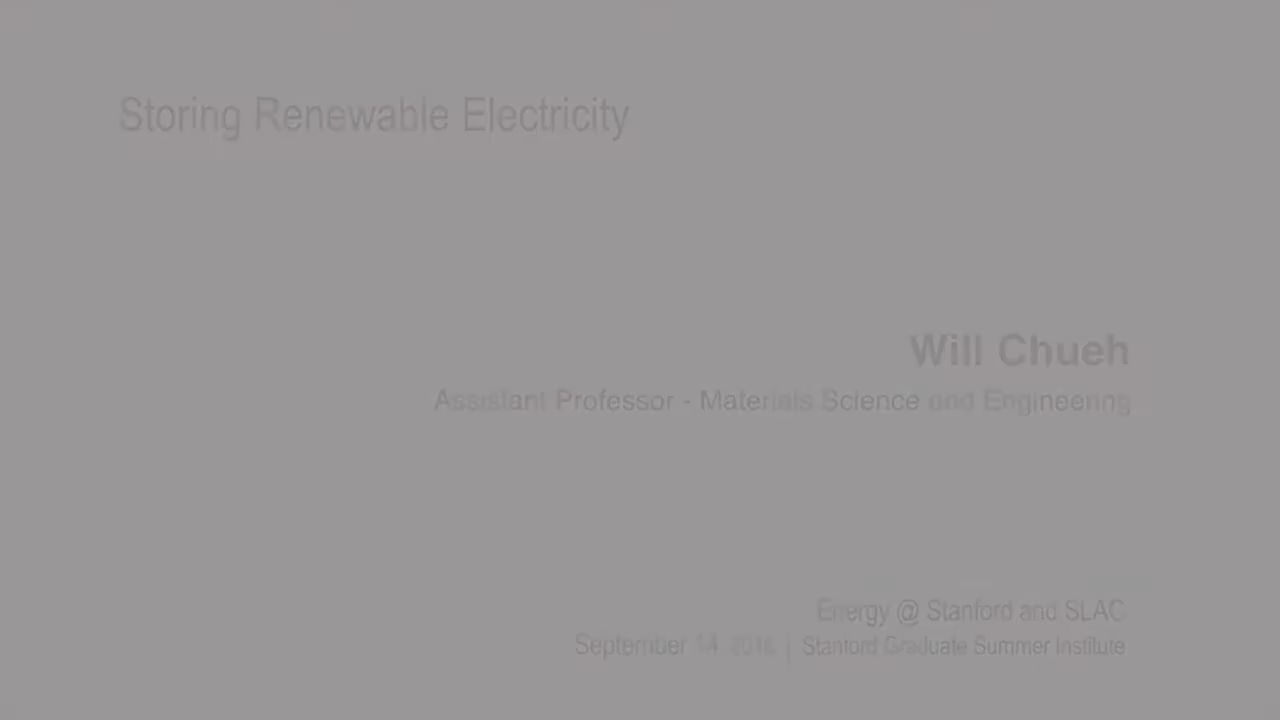 Storing Renewable Electricity
Will Chueh
Assistant Professor - Materials Science and Engineering
Energy @ Stanford and SLAC
September 14, 2016 | Stanford Graduate Summer Institute